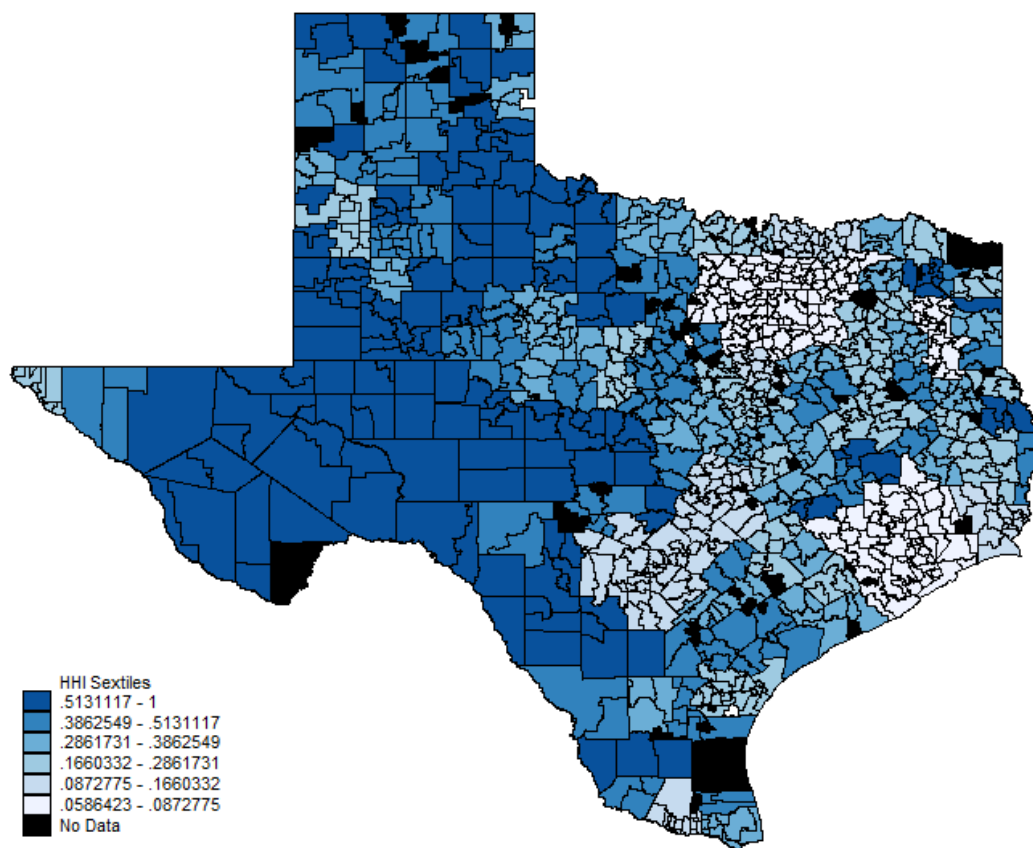 HHI Sextiles
.5131117 - 1
.3862549 - .5131117
.2861731 - .3862549
.1660332 - .2861731
.0872775 - .1660332
.0586423 - .0872775
No Data